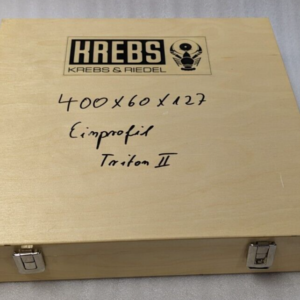 KREBS
KREBS & RIEDEL
400x60x127
Einprofil
Triton II